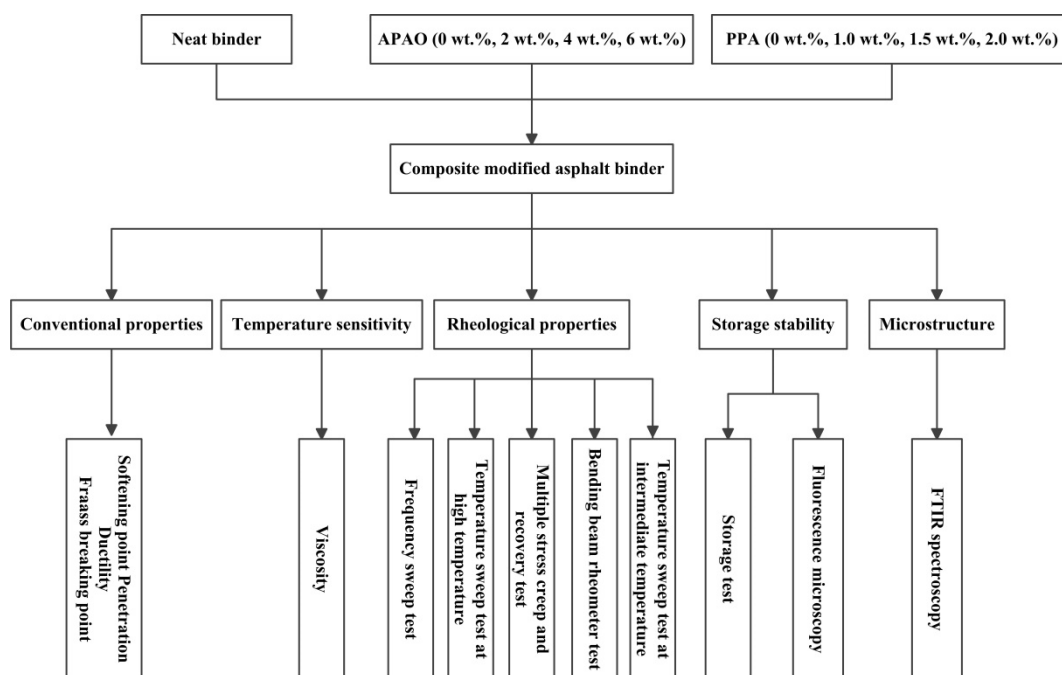 Neat binder
APAO (0 wt.%, 2 wt.%, 4 wt.%, 6 wt.%)
PPA (0 wt.%, 1.0 wt.%, 1.5 wt.%, 2.0 wt.%)
Composite modified asphalt binder
Conventional properties
Temperature sensitivity
Rheological properties
Storage stability
Microstructure
Softening point Penetration
Ductility
Fraass breaking point
Viscosity
Frequency sweep test
Temperature sweep test at
high temperature
Multiple stress creep and
recovery test
Bending beam rheometer test
Temperature sweep test at
intermediate temperature
Storage test
Fluorescence microscopy
FTIR spectroscopy